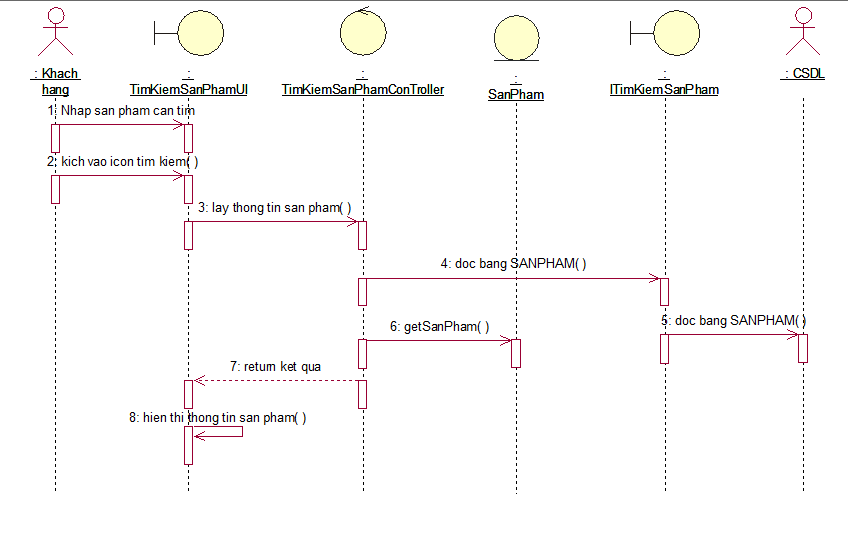 : Khach hang
: TimKiemSanPhamUI
: TimKiemSanPhamConTroller
: SanPham
: ITimKiemSanPham
: CSDL
1: Nhap san pham can tim
2: kich vao icon tim kiem( )
3: lay thong tin san pham( )
4: doc bang SANPHAM( )
5: doc bang SANPHAM( )
6: getSanPham( )
7: return ket qua
8: hien thi thong tin san pham( )